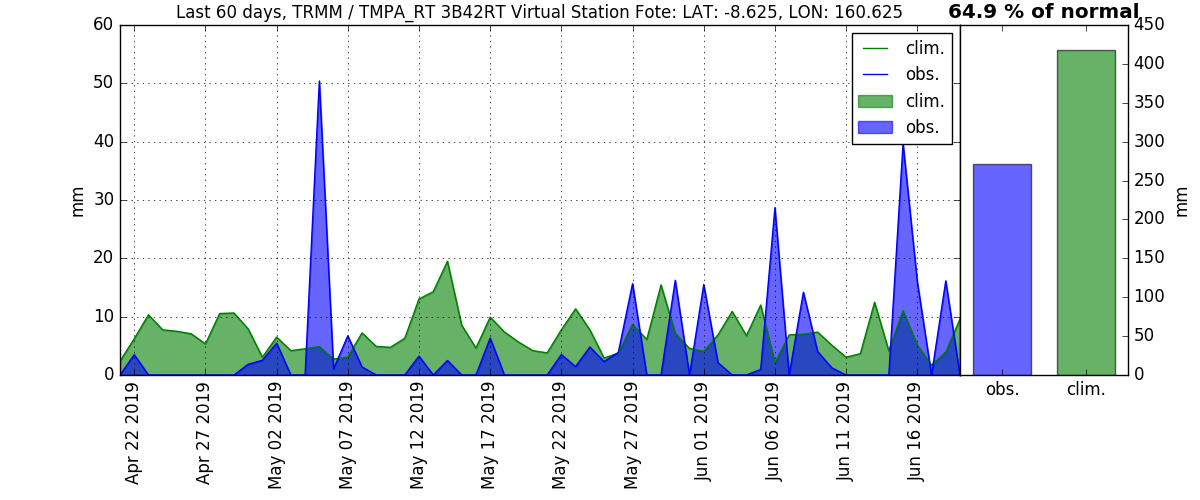 Last 60 days, TRMM / TMPA_RT 3B42RT Virtual Station Fote: LAT: -8.625, LON: 160.625
64.9 % of normal
60
50
40
30
20
10
0
mm
clim.
obs.
clim.
obs.
Apr 22 2019
Apr 27 2019
May 02 2019
May 07 2019
May 12 2019
May 17 2019
May 22 2019
May 27 2019
Jun 01 2019
Jun 06 2019
Jun 11 2019
Jun 16 2019
450
400
350
300
250
200
150
100
50
0
mm
obs.
clim.